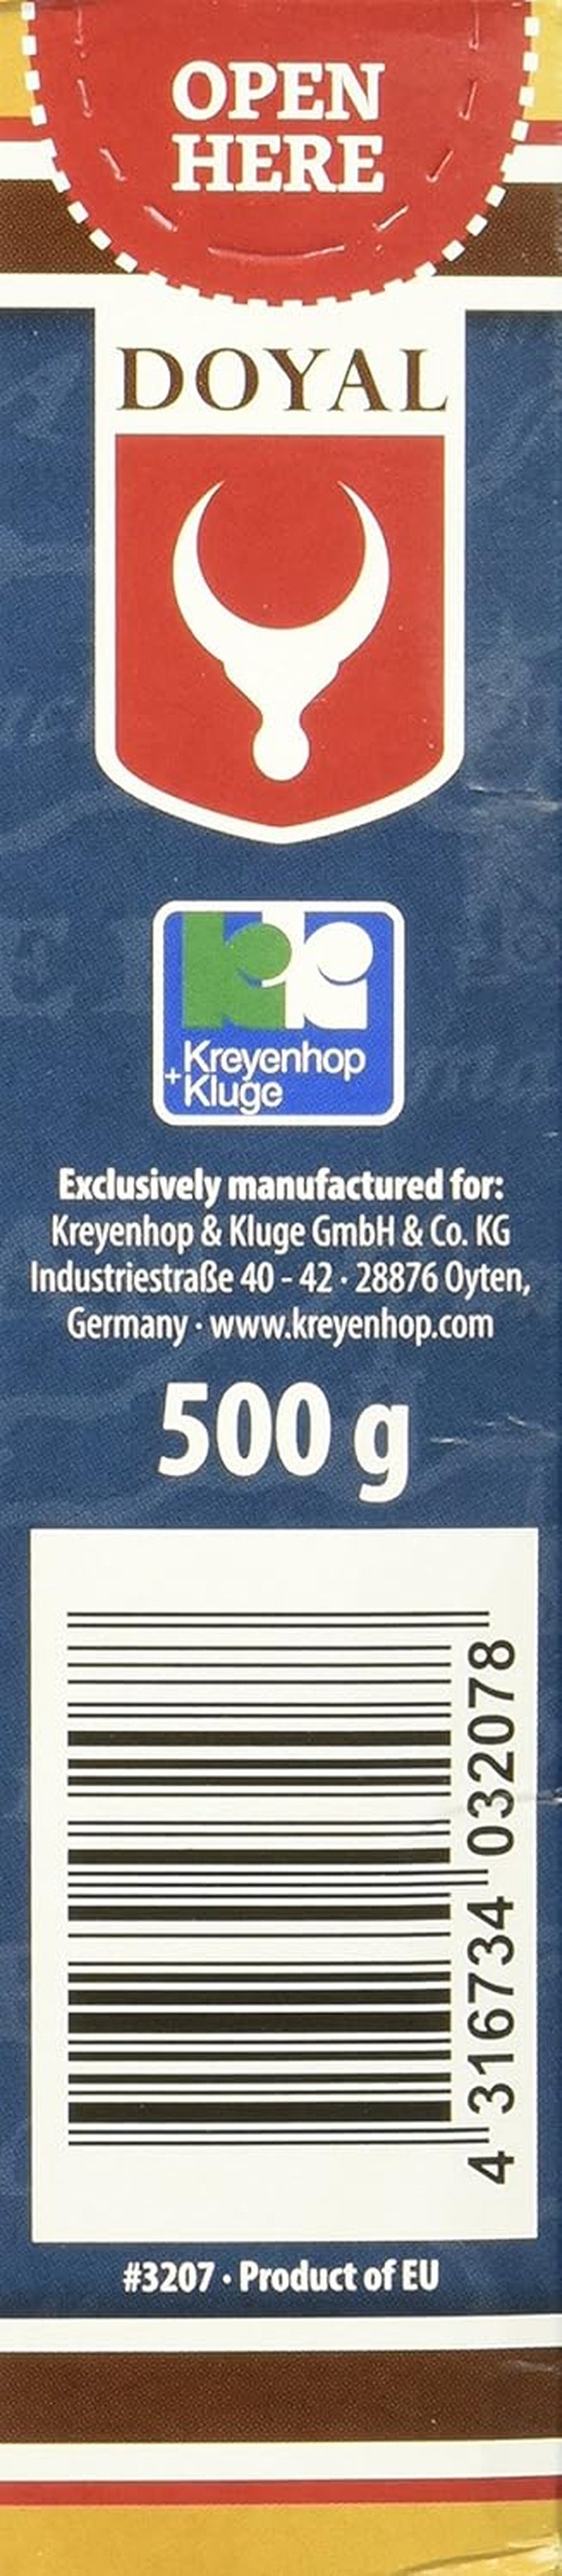 OPEN
HERE
DOYAL
Kreyenhop
+Kluge
Exclusively manufactured for:
Kreyenhop & Kluge GmbH & Co. KG
Industriestraße 40 - 42 · 28876 Oyten,
Germany · www.kreyenhop.com
500 g
4 316734 032078
#3207 · Product of EU